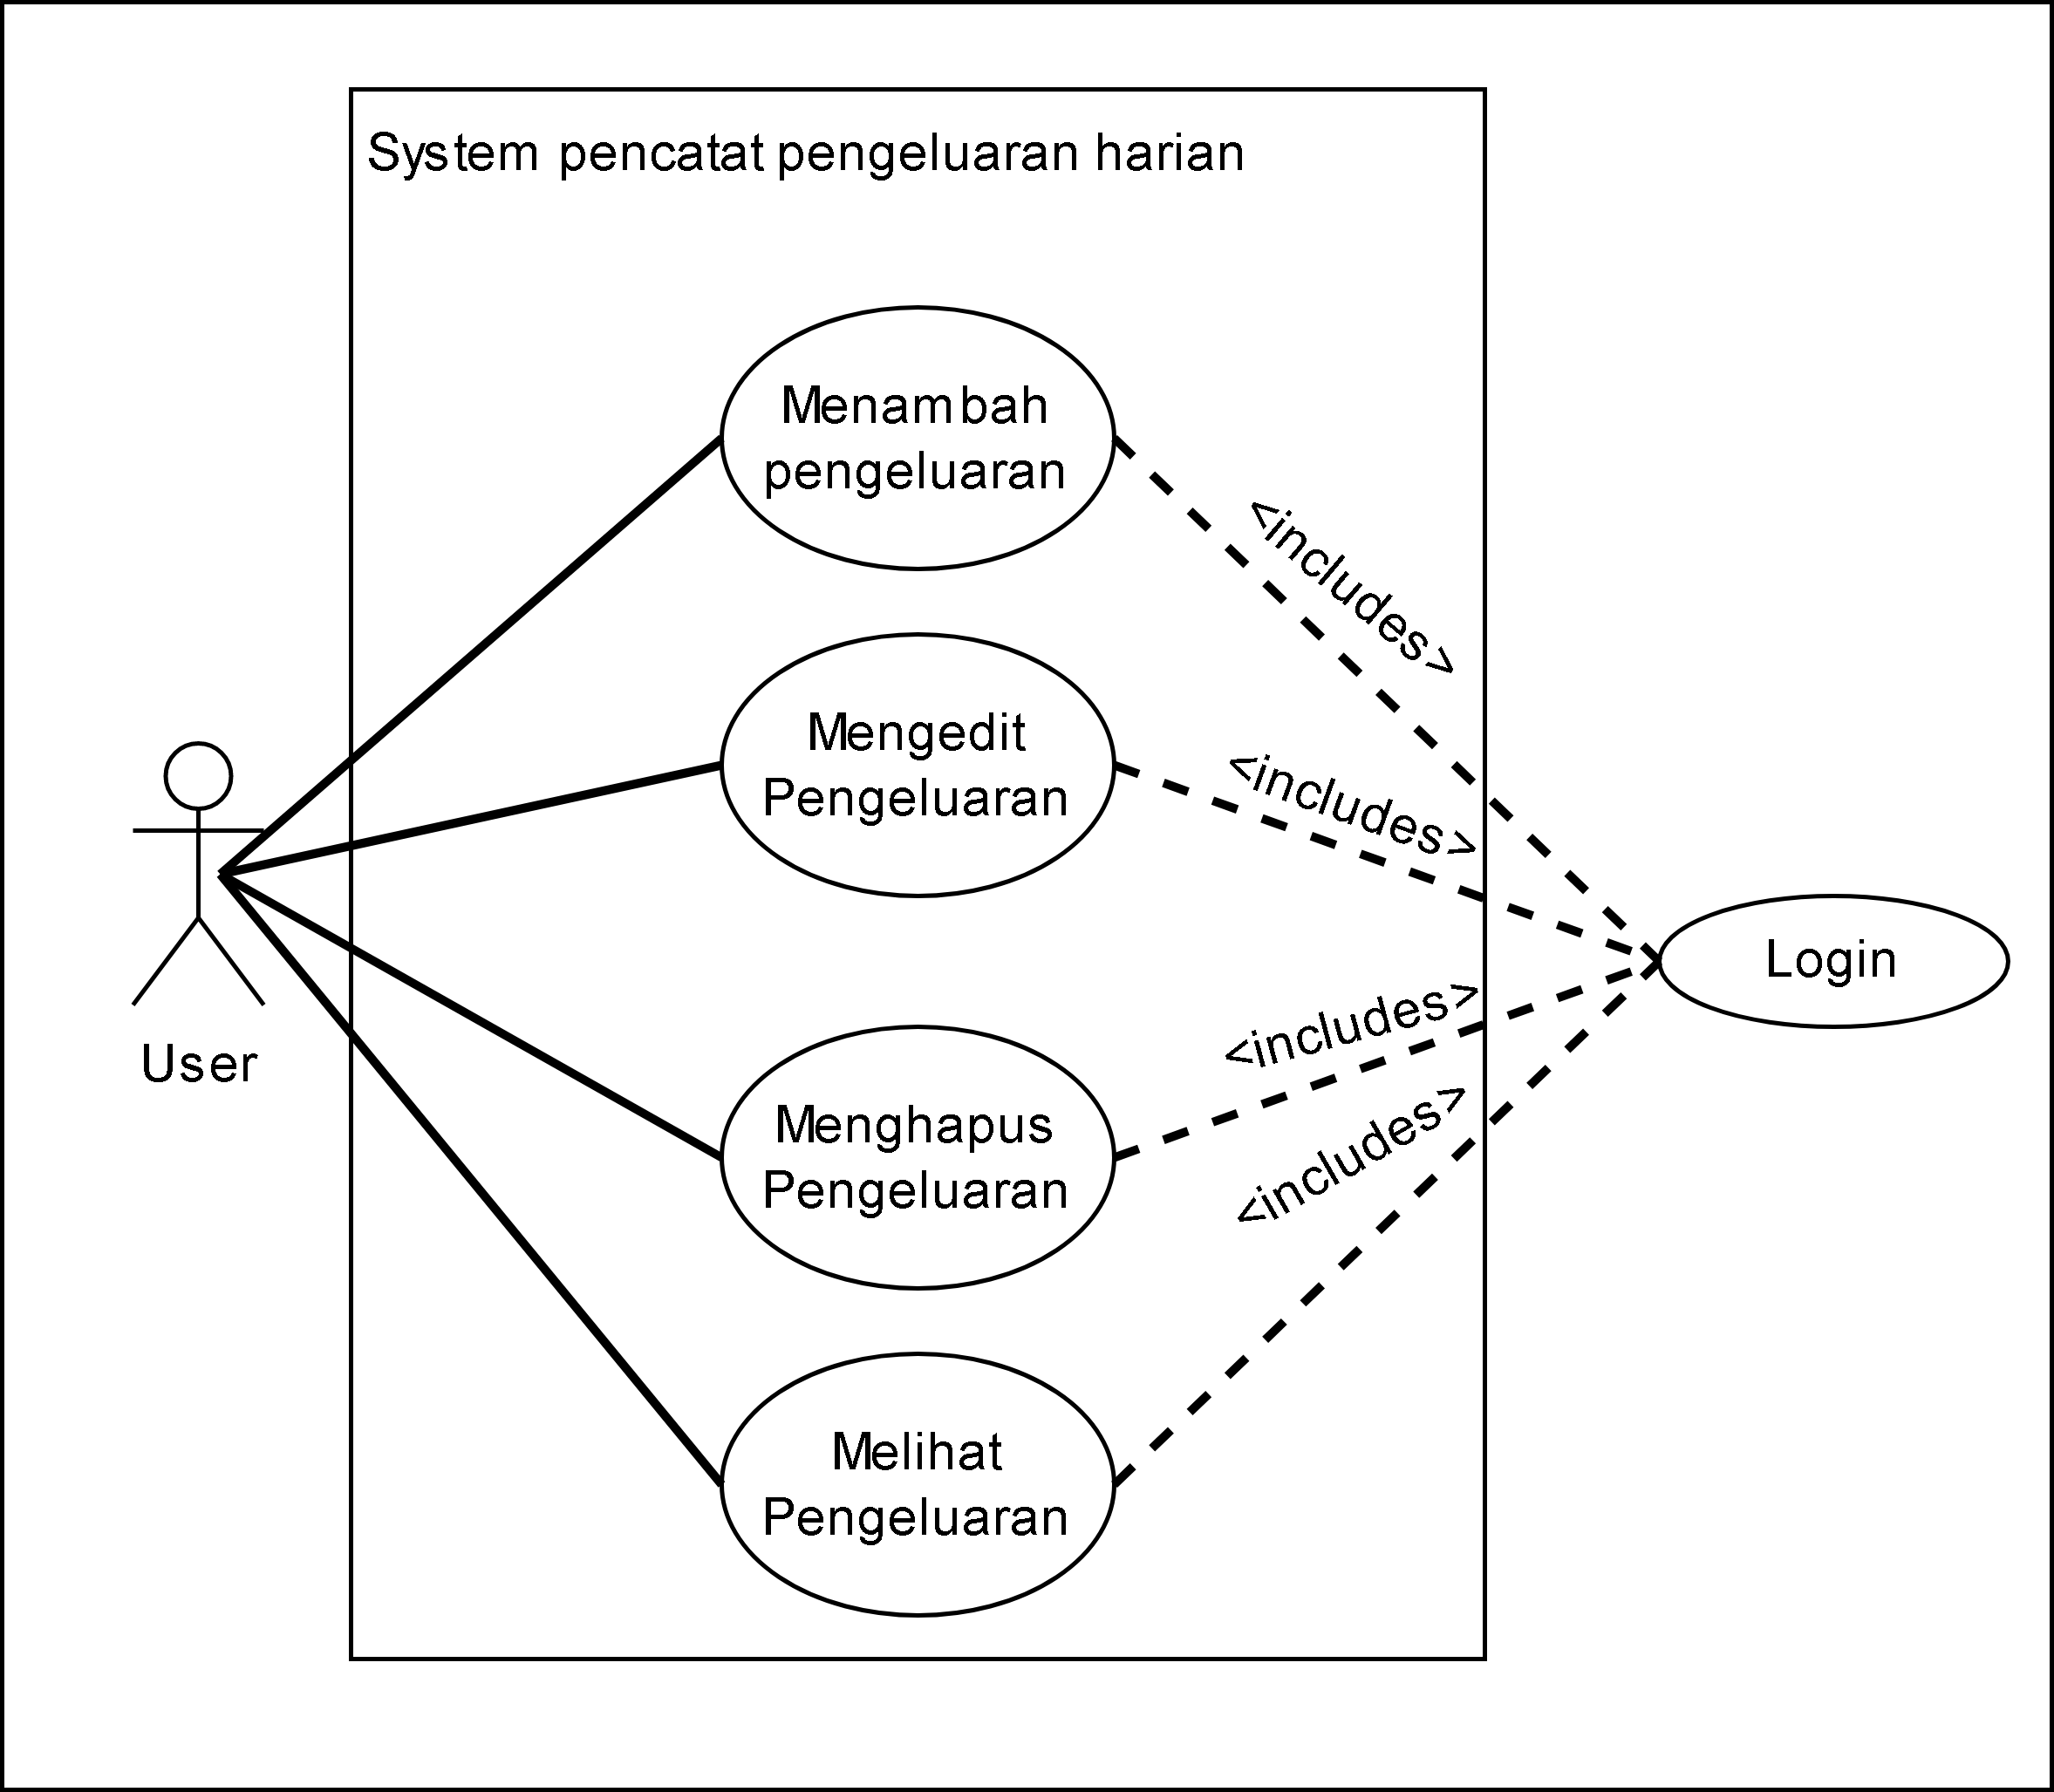 System pencatat pengeluaran harian
Menambah
pengeluaran
<includes>
Mengedit
Pengeluaran
<includes>
Login
User
Menghapus
Pengeluaran
<includes>
<includes>
Melihat
Pengeluaran